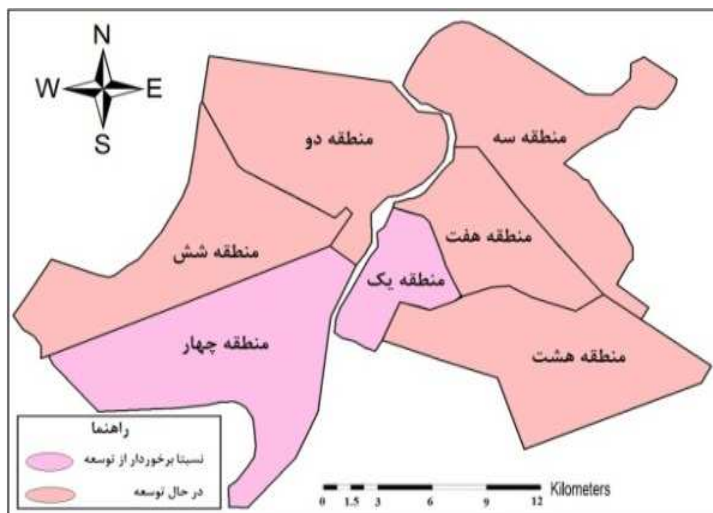 N
W E
S
منطقه سه
منطقه دو
منطقه هفت
منطقه شش
منطقه یک
منطقه چهار
منطقه هشت
راهنما
نسبتا برخوردار از توسعه
در حال توسعه
Kilometers
0 1.5 3 6 9 12